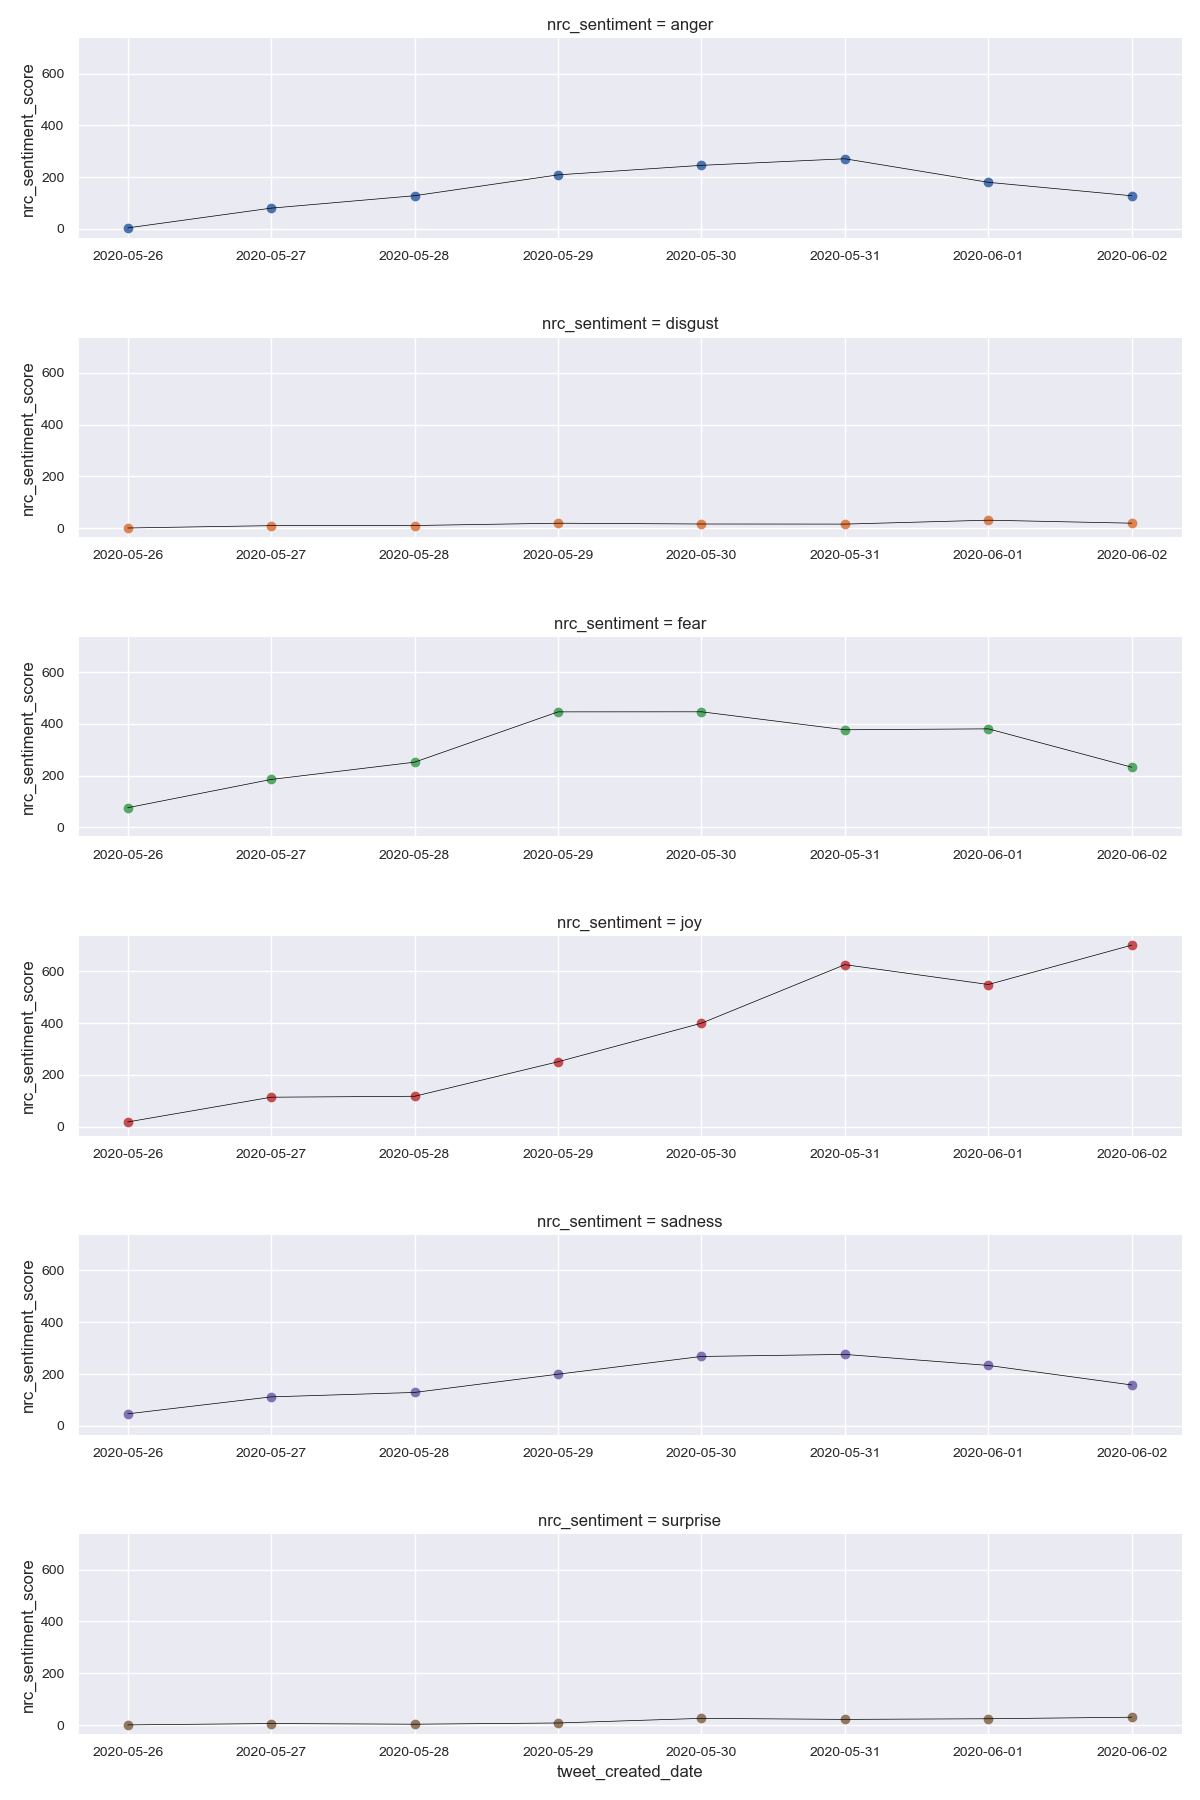 nrc_sentiment = anger
nrc_sentiment_score
600
400
200
0
2020-05-26 2020-05-27 2020-05-28 2020-05-29 2020-05-30 2020-05-31 2020-06-01 2020-06-02
nrc_sentiment = disgust
nrc_sentiment_score
600
400
200
0
2020-05-26 2020-05-27 2020-05-28 2020-05-29 2020-05-30 2020-05-31 2020-06-01 2020-06-02
nrc_sentiment = fear
nrc_sentiment_score
600
400
200
0
2020-05-26 2020-05-27 2020-05-28 2020-05-29 2020-05-30 2020-05-31 2020-06-01 2020-06-02
nrc_sentiment = joy
nrc_sentiment_score
600
400
200
0
2020-05-26 2020-05-27 2020-05-28 2020-05-29 2020-05-30 2020-05-31 2020-06-01 2020-06-02
nrc_sentiment = sadness
nrc_sentiment_score
600
400
200
0
2020-05-26 2020-05-27 2020-05-28 2020-05-29 2020-05-30 2020-05-31 2020-06-01 2020-06-02
nrc_sentiment = surprise
nrc_sentiment_score
600
400
200
0
2020-05-26 2020-05-27 2020-05-28 2020-05-29 2020-05-30 2020-05-31 2020-06-01 2020-06-02
tweet_created_date